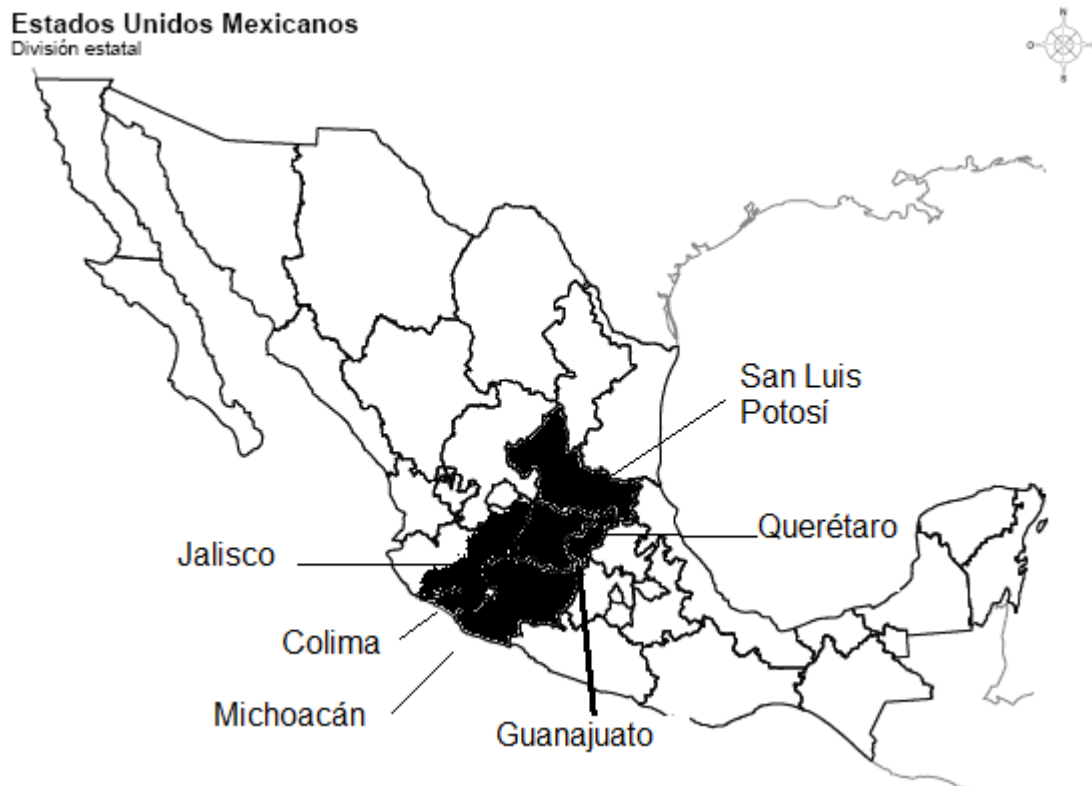 Estados Unidos Mexicanos
División estatal
N
O
S
San Luis
Potosí
Querétaro
Jalisco
Colima
Michoacán
Guanajuato